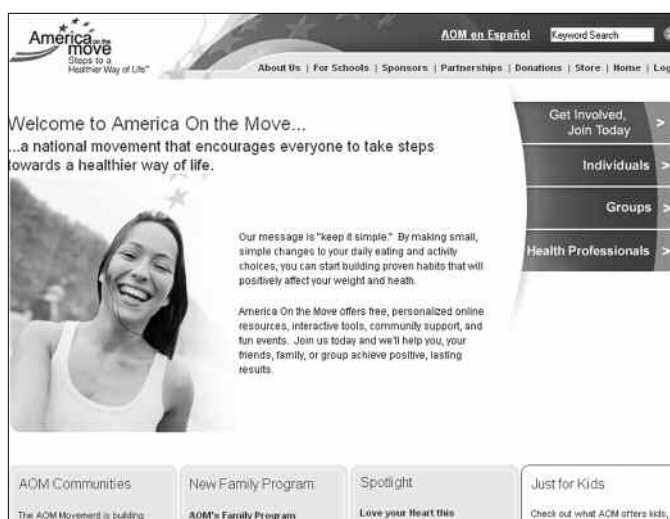 America on the
move
Steps to a
Healthier Way of Life™
AOM en Español
Keyword Search
About Us | For Schools | Sponsors | Partnerships | Donations | Store | Home | Log
Welcome to America On the Move...
...a national movement that encourages everyone to take steps
towards a healthier way of life.
Get Involved,
Join Today >
Individuals >
Groups >
Health Professionals >
Our message is "keep it simple." By making small,
simple changes to your daily eating and activity
choices, you can start building proven habits that will
positively affect your weight and heath.
America On the Move offers free, personalized online
resources, interactive tools, community support, and
fun events. Join us today and we'll help you, your
friends, family, or group achieve positive, lasting
results.
AOM Communities
The AOM Movement is building
New Family Program
AOM's Family Program
Spotlight
Love your Heart this
Just for Kids
Check out what AOM offers kids,